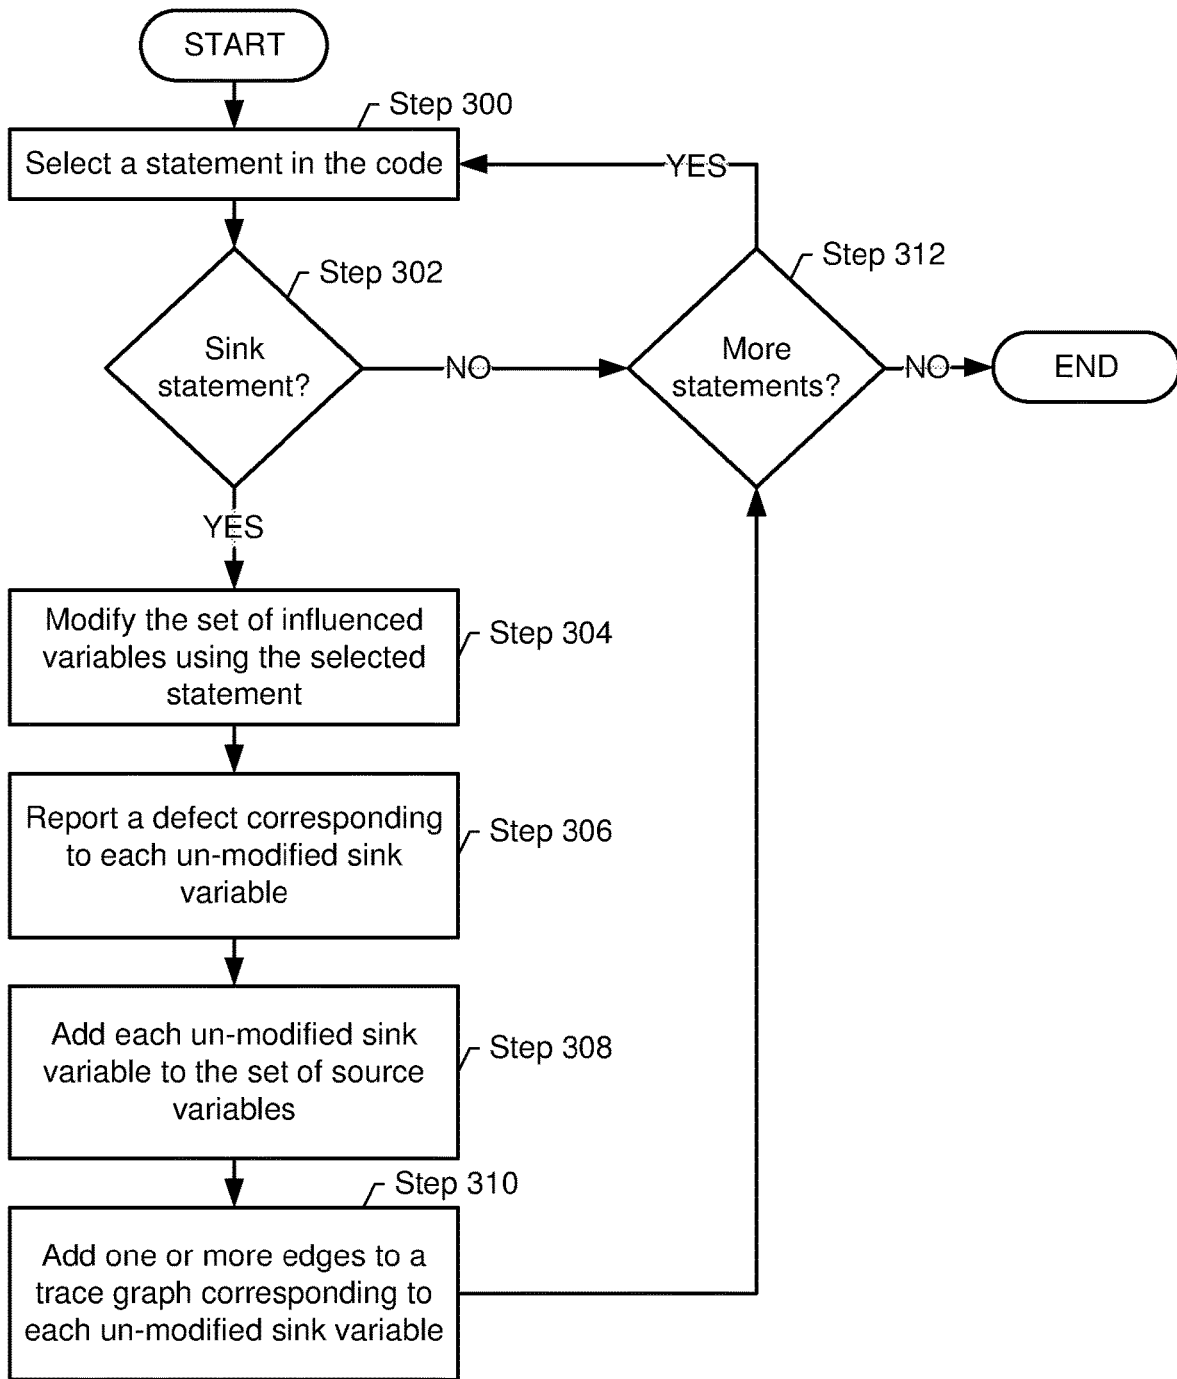 START
Step 300
Select a statement in the code
YES
Step 312
Step 302
Sink
statement?
NO
More
statements?
NO
END
YES
Modify the set of influenced
variables using the selected
statement
Step 304
Report a defect corresponding
to each un-modified sink
variable
Step 306
Add each un-modified sink
variable to the set of source
variables
Step 308
Step 310
Add one or more edges to a
trace graph corresponding to
each un-modified sink variable